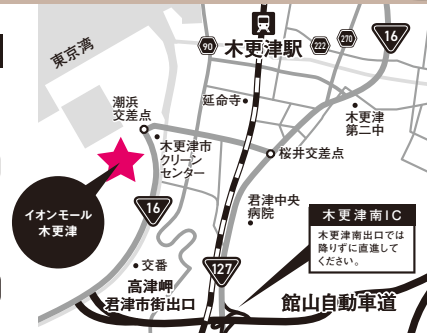 東京湾
90
木更津駅
222
270
16
潮浜
交差点
延命寺
木更津
第二中
木更津市
クリーン
センター
桜井交差点
イオンモール
木更津
16
君津中央
病院
木更津南IC
木更津南出口では
降りずに直進して
ください。
交番
127
高津岬
君津市街出口
館山自動車道